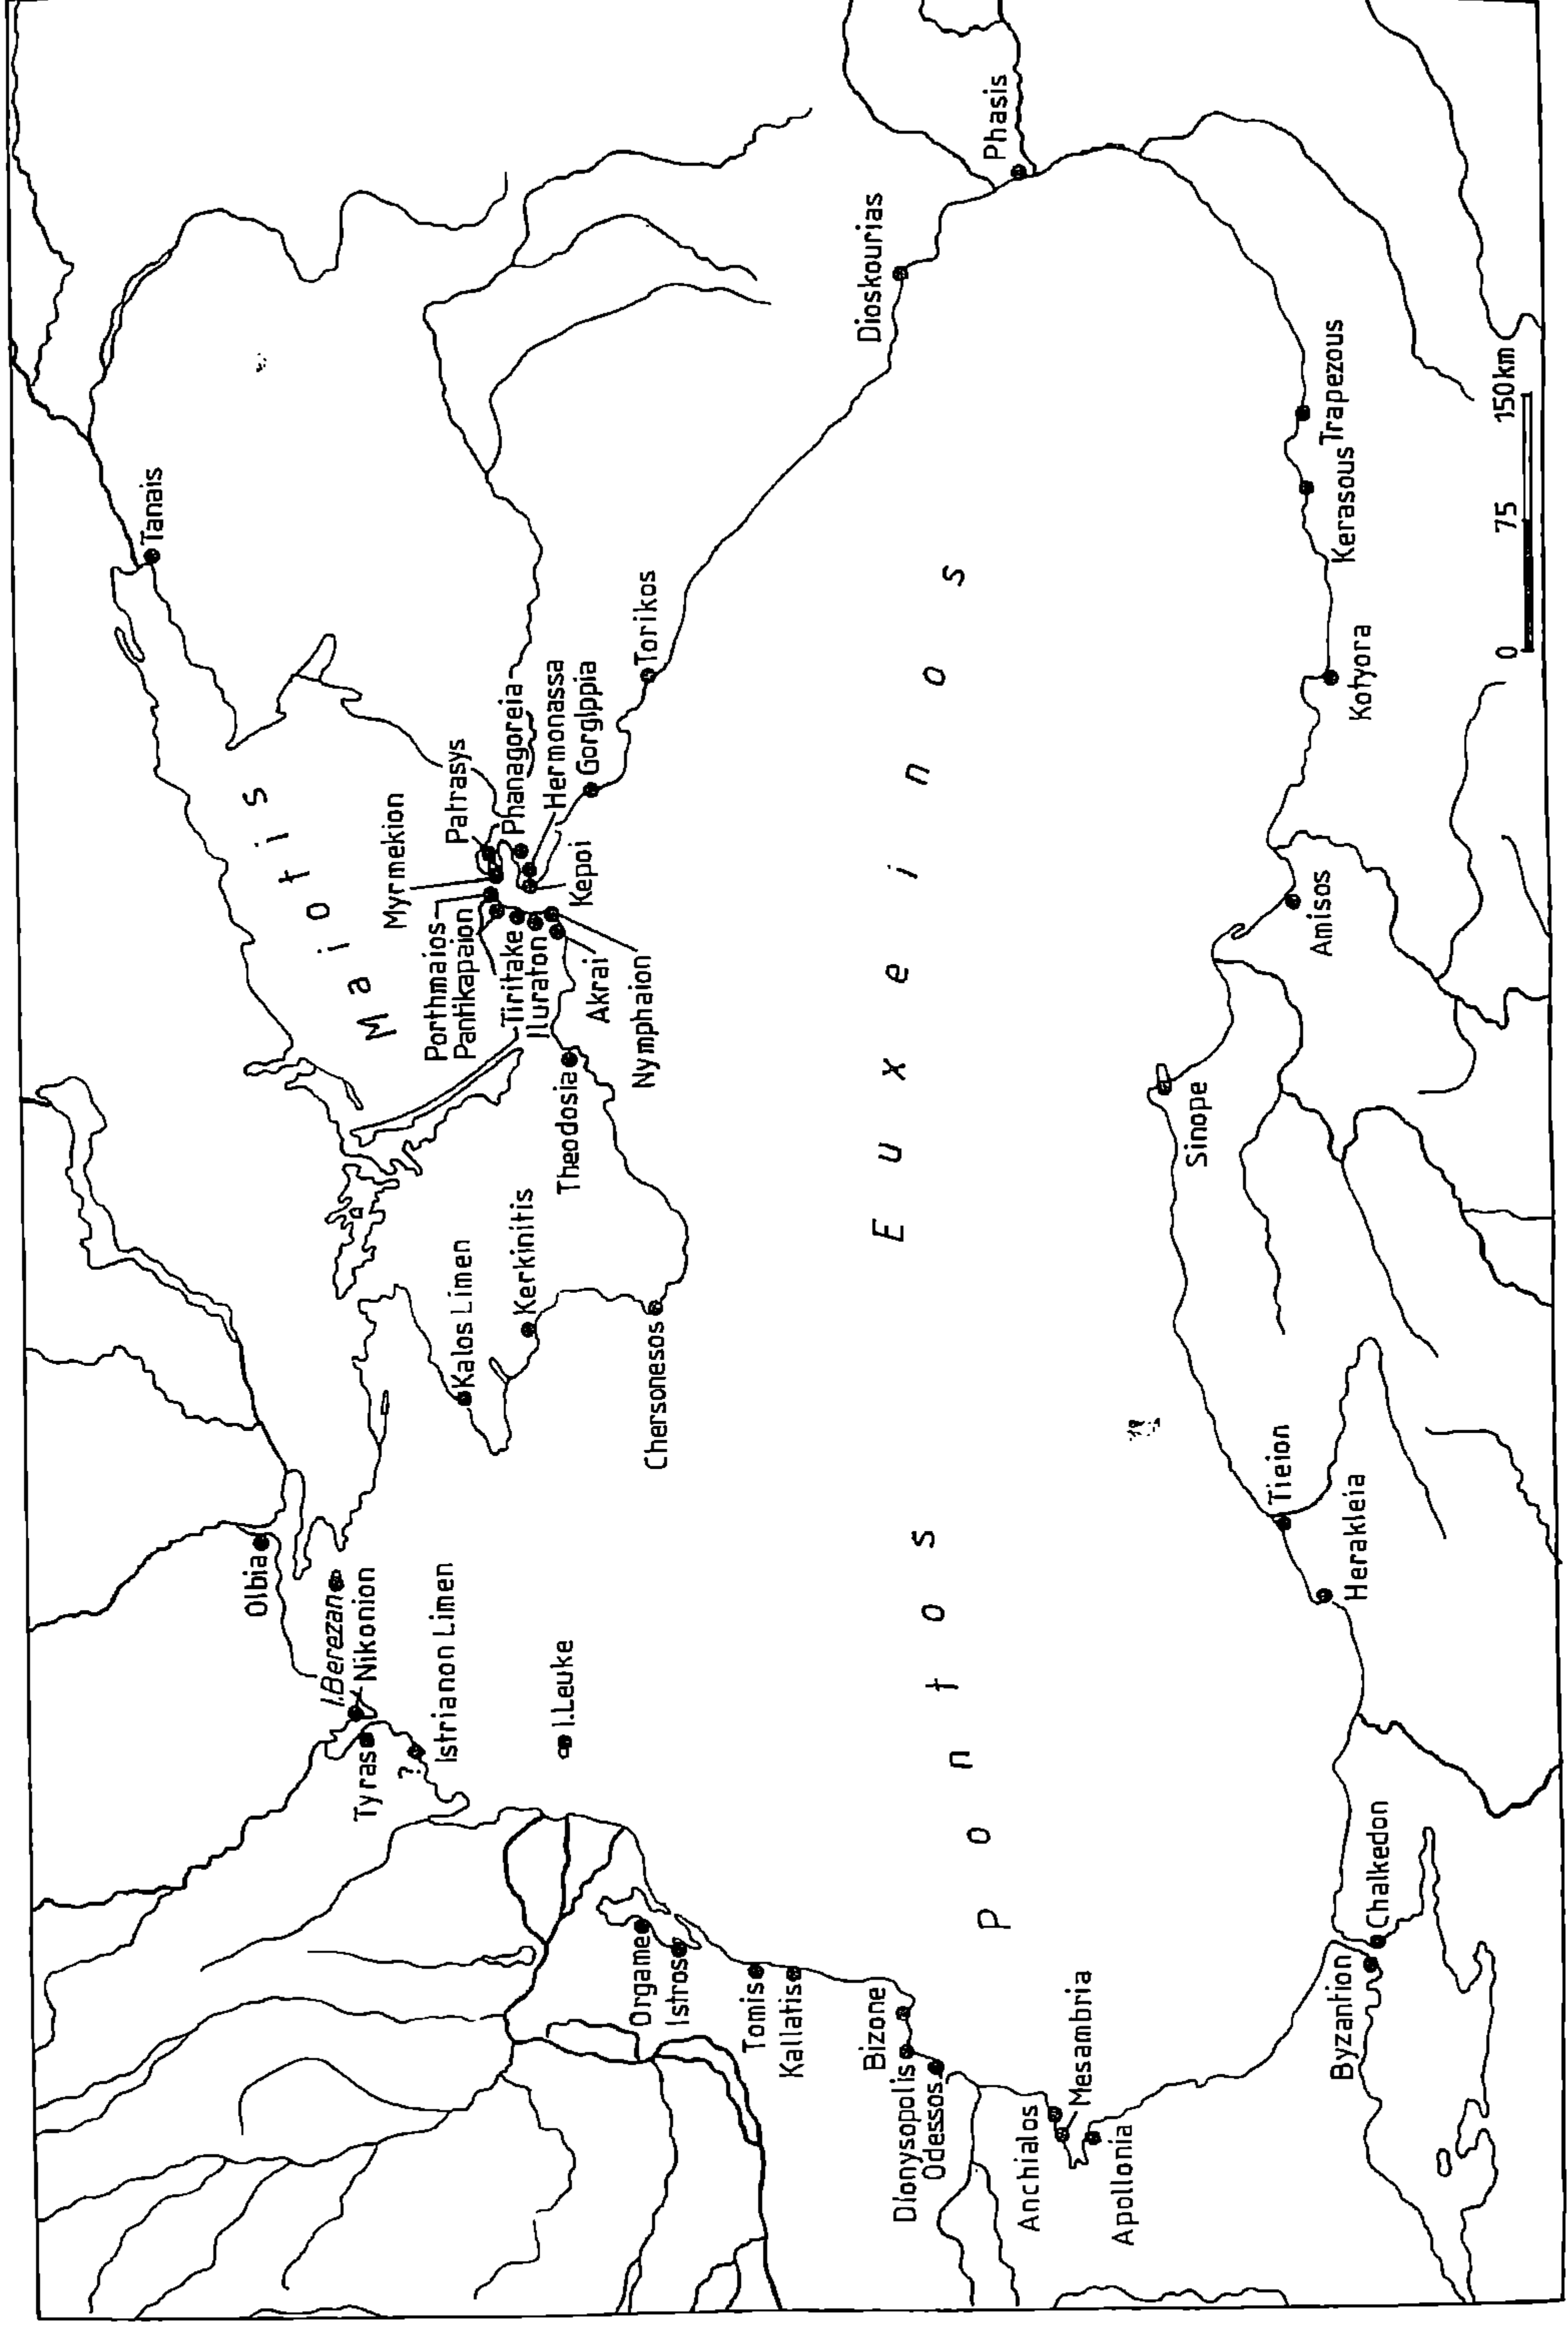 Tanais
Maiotis
Myrmekion
Patrasys
Phanagoreia
Hermonassa
Gorgippia
Torikos
Kepoi
Porthmaios
Pantikapaion
Tiritake
Iluraton
Akrai
Nymphaion
Theodosia
Kerkinitis
Kalos Limen
Chersonesos
Olbia
I.Berezan
Nikonion
Tyras
?
Istrianon Limen
I.Leuke
Orgame
Istros
Tomis
Kallatis
Bizone
Dionysopolis
Odessos
Anchialos
Mesambria
Apollonia
Byzantion
Chalkedon
Herakleia
Tieion
Sinope
Amisos
Kotyora
Kerasous
Trapezous
Phasis
Dioskourias
Pontos Euxeinos
0 75 150km